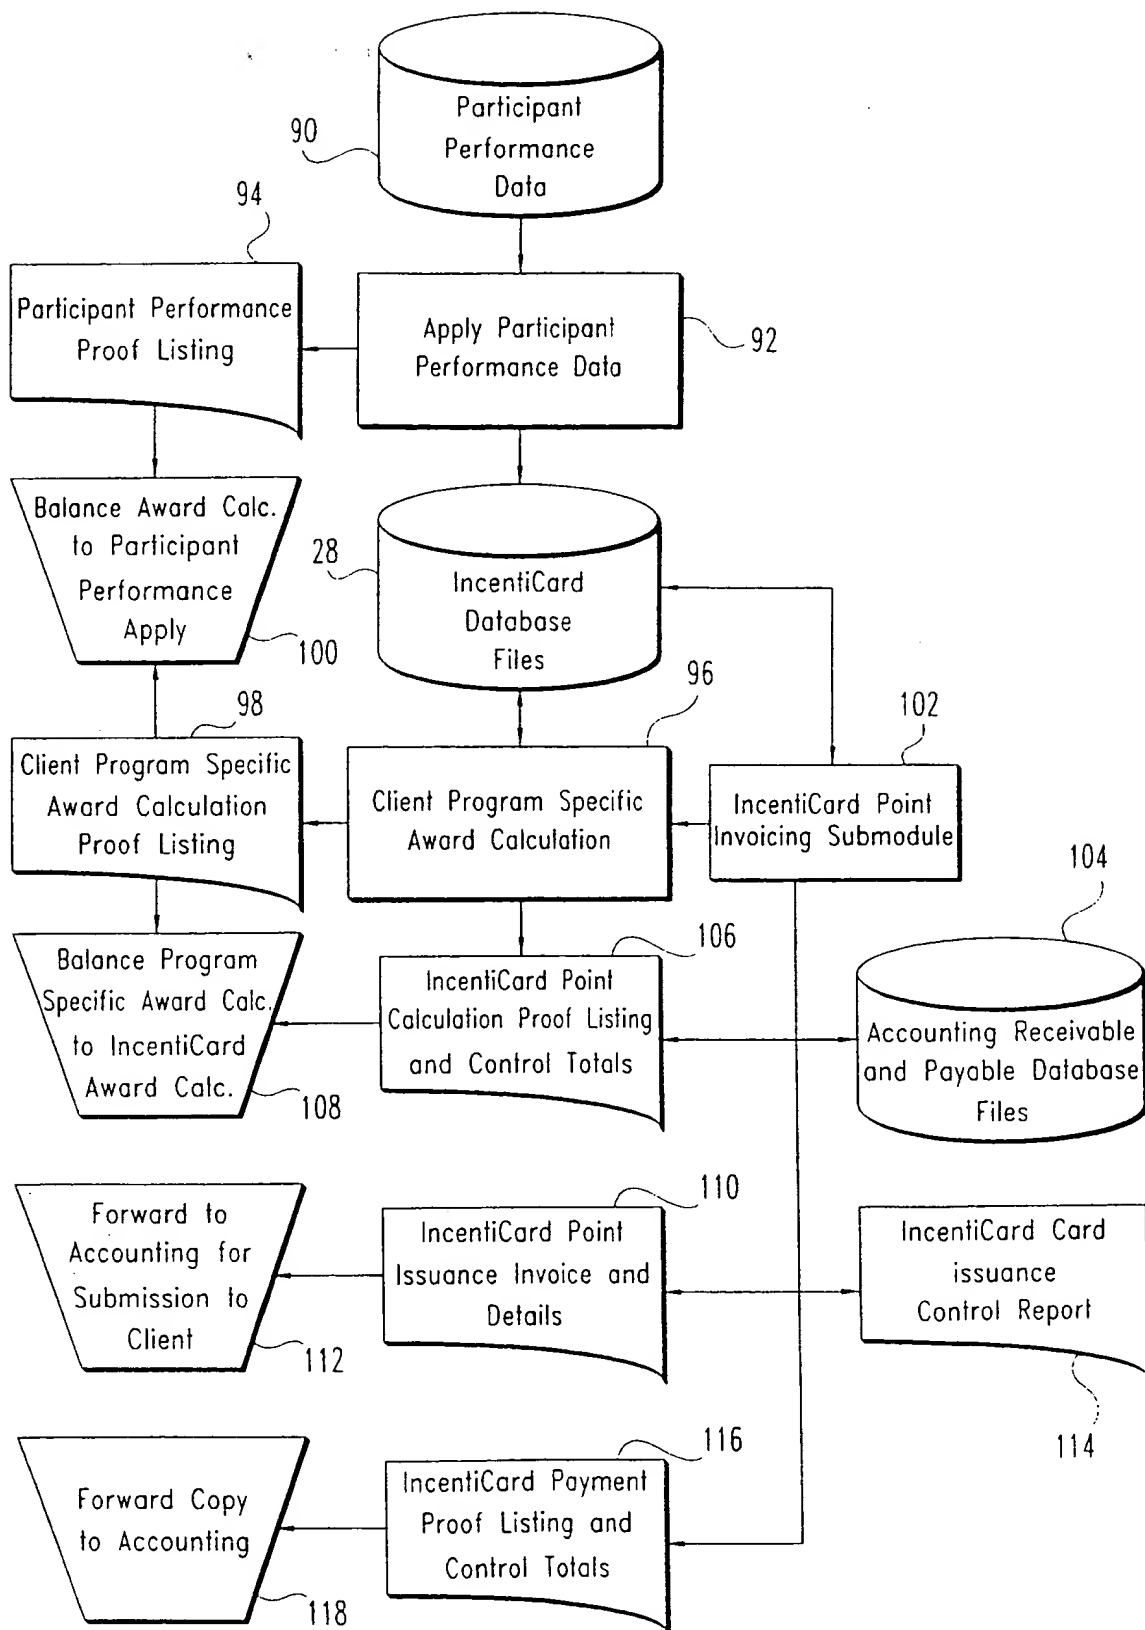 Participant
Performance
Data
90
94
Participant Performance
Proof Listing
Apply Participant
Performance Data
92
Balance Award Calc.
to Participant
Performance
Apply
100
28
IncentiCard
Database
Files
98
Client Program Specific
Award Calculation
Proof Listing
96
Client Program Specific
Award Calculation
102
IncentiCard Point
Invoicing Submodule
104
Accounting Receivable
and Payable Database
Files
Balance Program
Specific Award Calc.
to IncentiCard
Award Calc.
108
106
IncentiCard Point
Calculation Proof Listing
and Control Totals
Forward to
Accounting for
Submission to
Client
112
110
IncentiCard Point
Issuance Invoice and
Details
IncentiCard Card
issuance
Control Report
114
Forward Copy
to Accounting
118
116
IncentiCard Payment
Proof Listing and
Control Totals